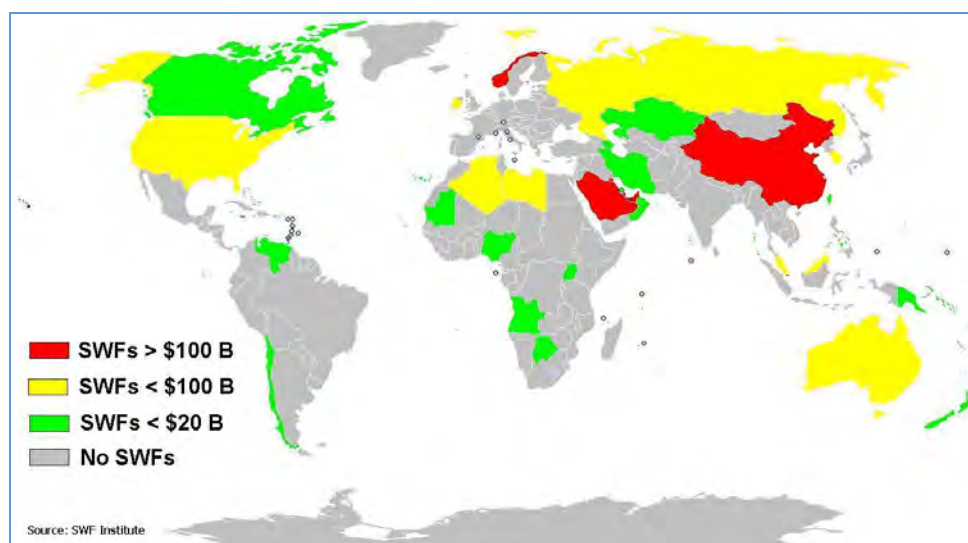 SWFs > $100 B
SWFs < $100 B
SWFs < $20 B
No SWFs
Source: SWF Institute